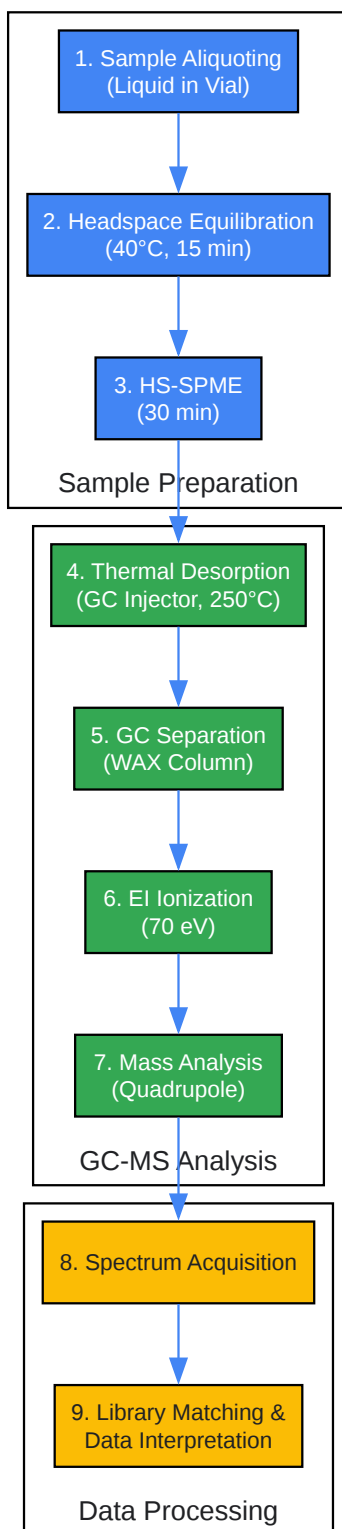 1. Sample Aliquoting
(Liquid in Vial)
2. Headspace Equilibration
(40°C, 15 min)
3. HS-SPME
(30 min)
Sample Preparation
4. Thermal Desorption
(GC Injector, 250°C)
5. GC Separation
(WAX Column)
6. EI Ionization
(70 eV)
7. Mass Analysis
(Quadrupole)
GC-MS Analysis
8. Spectrum Acquisition
9. Library Matching &
Data Interpretation
Data Processing